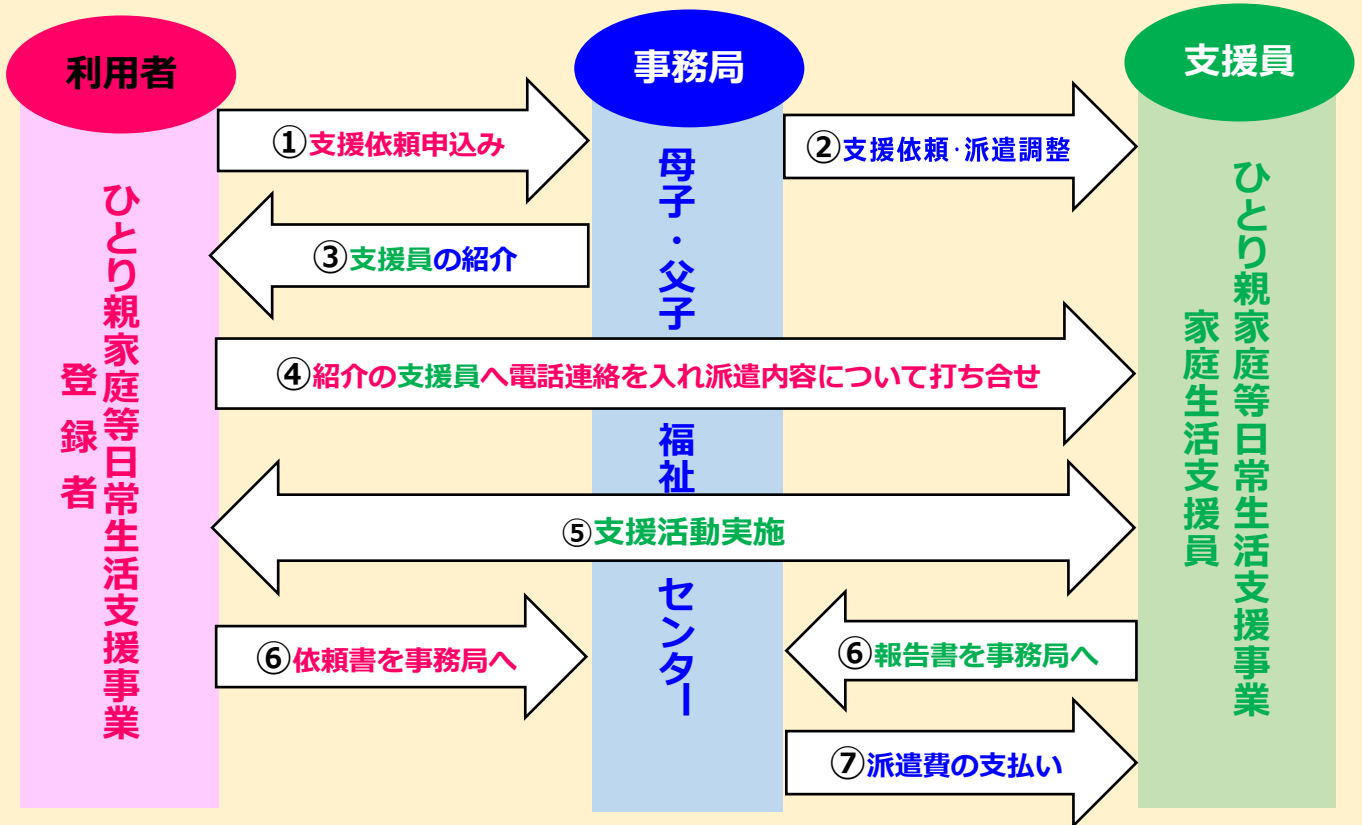 利用者
事務局
支援員
①支援依頼申込み
②支援依頼・派遣調整
③支援員の紹介
④紹介の支援員へ電話連絡を入れ派遣内容について打ち合せ
⑤支援活動実施
⑥依頼書を事務局へ
⑥報告書を事務局へ
⑦派遣費の支払い
ひとり親家庭等日常生活支援事業
登録者
母子・父子福祉センター
ひとり親家庭等日常生活支援事業
家庭生活支援員